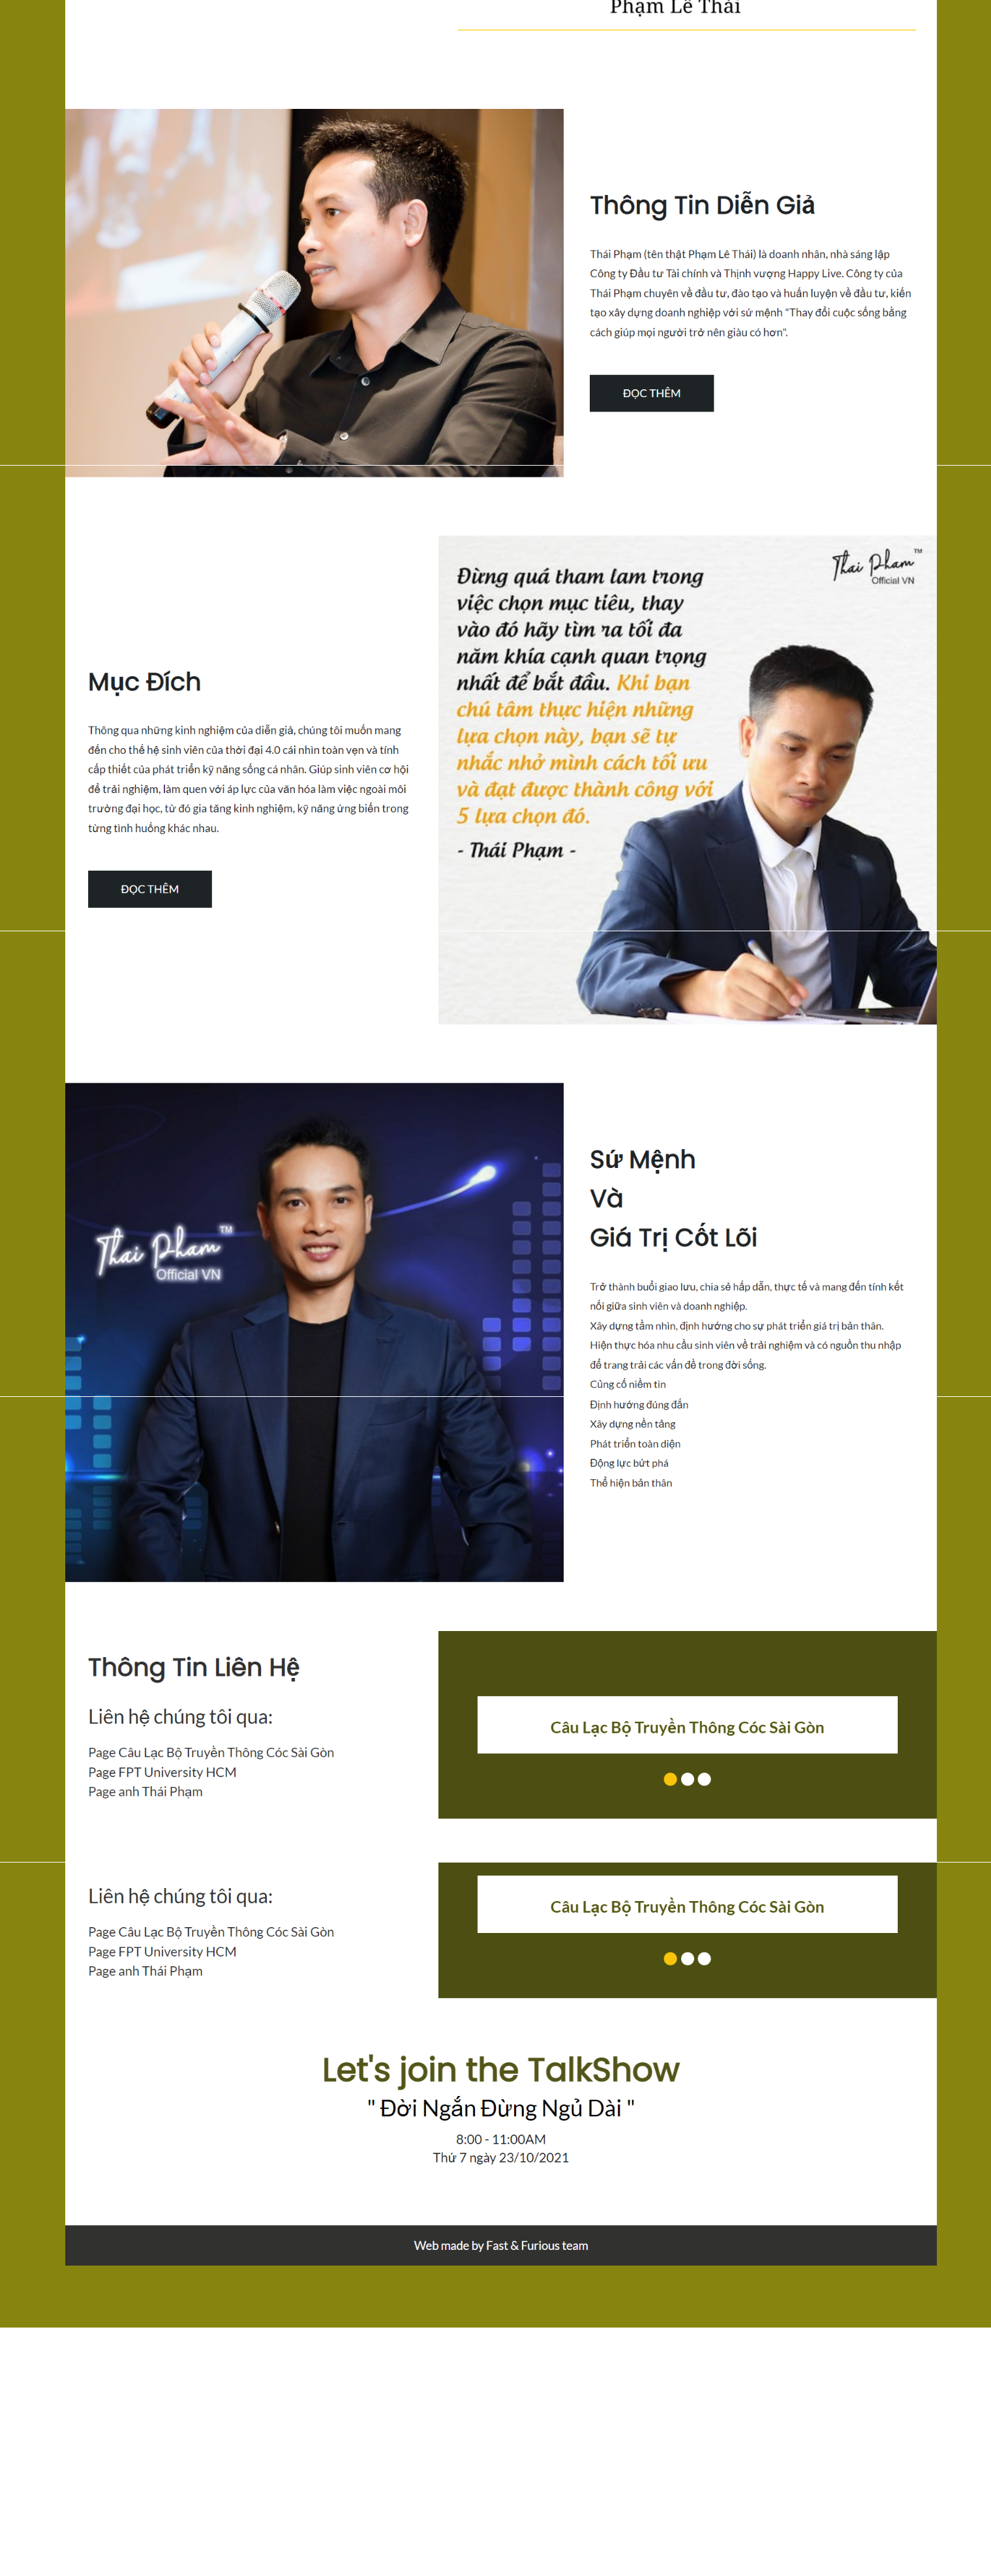 Phạm Lê Thái
Thông Tin Diễn Giả
Thái Phạm (tên thật Phạm Lê Thái) là doanh nhân, nhà sáng lập
Công ty Đầu tư Tài chính và Thịnh vượng Happy Live. Công ty của
Thái Phạm chuyên về đầu tư, đào tạo và huấn luyện về đầu tư, kiến
tạo xây dựng doanh nghiệp với sứ mệnh "Thay đổi cuộc sống bằng
cách giúp mọi người trở nên giàu có hơn".
ĐỌC THÊM
Thai Pham TM
Official VN
Đừng quá tham lam trong
việc chọn mục tiêu, thay
vào đó hãy tìm ra tối đa
năm khía cạnh quan trọng
nhất để bắt đầu. Khi bạn
chú tâm thực hiện những
lựa chọn này, bạn sẽ tự
nhắc nhở mình cách tối ưu
và đạt được thành công với
5 lựa chọn đó.
- Thái Phạm -
Mục Đích
Thông qua những kinh nghiệm của diễn giả, chúng tôi muốn mang
đến cho thế hệ sinh viên của thời đại 4.0 cái nhìn toàn vẹn và tính
cấp thiết của phát triển kỹ năng sống cá nhân. Giúp sinh viên cơ hội
để trải nghiệm, làm quen với áp lực của văn hóa làm việc ngoài môi
trường đại học, từ đó gia tăng kinh nghiệm, kỹ năng ứng biến trong
từng tình huống khác nhau.
ĐỌC THÊM
Thai Pham TM
Official VN
Sứ Mệnh
Và
Giá Trị Cốt Lõi
Trở thành buổi giao lưu, chia sẻ hấp dẫn, thực tế và mang đến tính kết
nối giữa sinh viên và doanh nghiệp.
Xây dựng tầm nhìn, định hướng cho sự phát triển giá trị bản thân.
Hiện thực hóa nhu cầu sinh viên về trải nghiệm và có nguồn thu nhập
để trang trải các vấn đề trong đời sống.
Củng cố niềm tin
Định hướng đúng đắn
Xây dựng nền tảng
Phát triển toàn diện
Động lực bứt phá
Thể hiện bản thân
Thông Tin Liên Hệ
Liên hệ chúng tôi qua:
Page Câu Lạc Bộ Truyền Thông Cóc Sài Gòn
Page FPT University HCM
Page anh Thái Phạm
Câu Lạc Bộ Truyền Thông Cóc Sài Gòn
Liên hệ chúng tôi qua:
Page Câu Lạc Bộ Truyền Thông Cóc Sài Gòn
Page FPT University HCM
Page anh Thái Phạm
Câu Lạc Bộ Truyền Thông Cóc Sài Gòn
Let's join the TalkShow
" Đời Ngắn Đừng Ngủ Dài "
8:00 - 11:00AM
Thứ 7 ngày 23/10/2021
Web made by Fast & Furious team